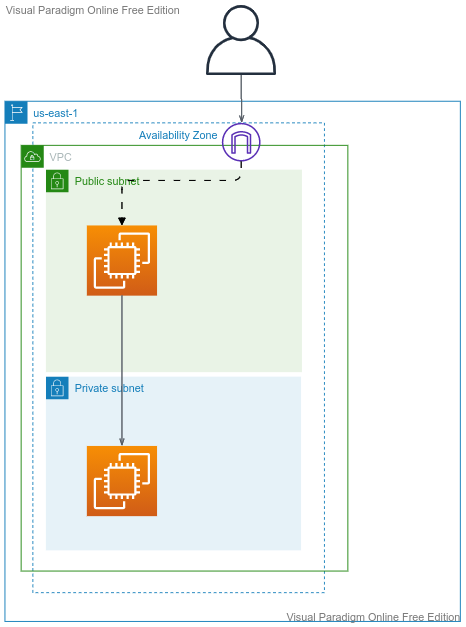 Visual Paradigm Online Free Edition
us-east-1
Availability Zone
VPC
Public subnet
Private subnet
Visual Paradigm Online Free Edition